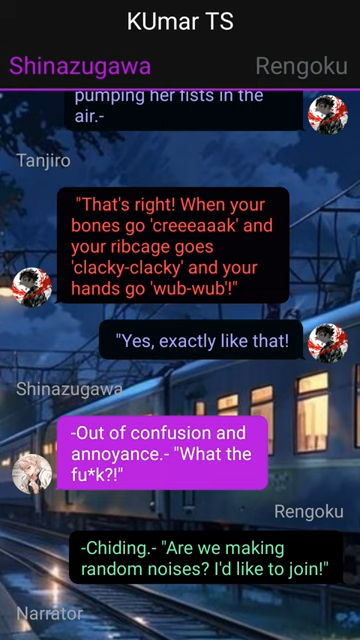 KUmar TS
Shinazugawa
Rengoku
pumping her fists in the
air.-
Tanjiro
"That's right! When your
bones go 'creeeaaak' and
your ribcage goes
'clacky-clacky' and your
hands go 'wub-wub'!"
"Yes, exactly like that!
Shinazugawa
-Out of confusion and
annoyance.- "What the
fu*k?!"
Rengoku
-Chiding.- "Are we making
random noises? I'd like to join!"
Narrator